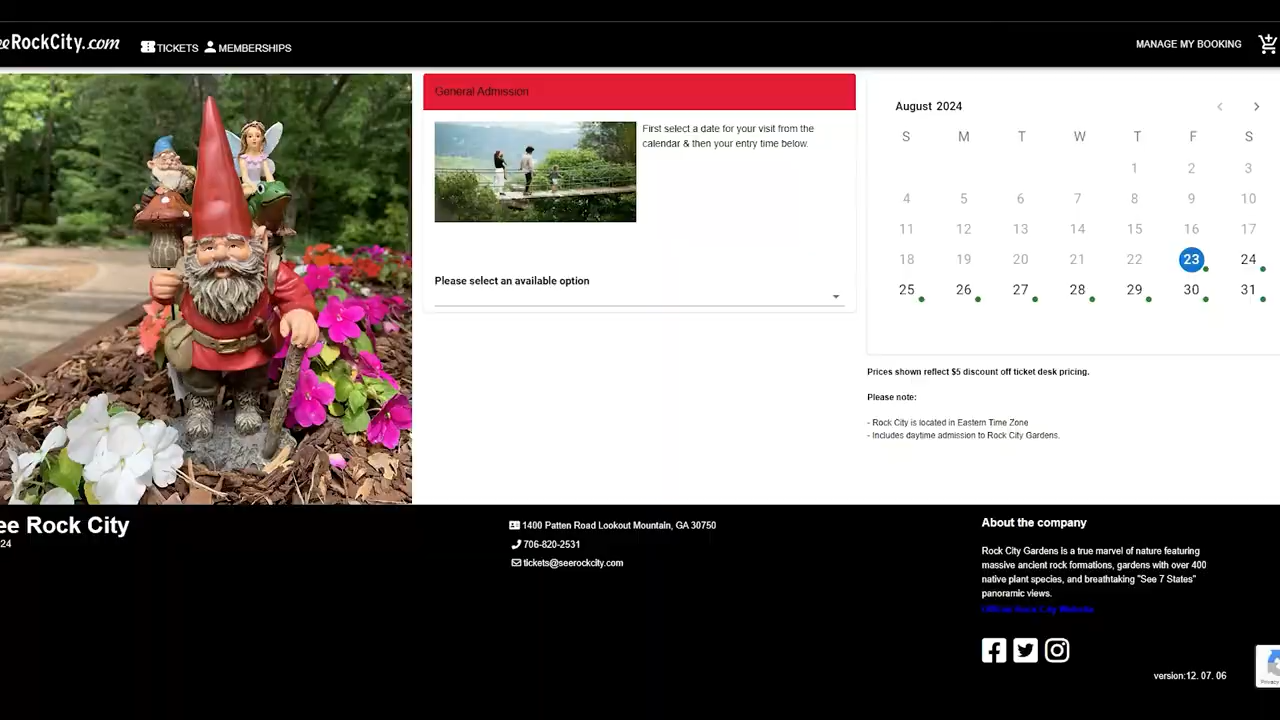 eeRockCity.com
TICKETS
MEMBERSHIPS
MANAGE MY BOOKING
General Admission
First select a date for your visit from the
calendar & then your entry time below.
Please select an available option
August 2024
S M T W T F S
1 2 3
4 5 6 7 8 9 10
11 12 13 14 15 16 17
18 19 20 21 22 23 24
25 26 27 28 29 30 31
Prices shown reflect $5 discount off ticket desk pricing.
Please note:
- Rock City is located in Eastern Time Zone
- Includes daytime admission to Rock City Gardens.
ee Rock City
24
1400 Patten Road Lookout Mountain, GA 30750
706-820-2531
tickets@seerockcity.com
About the company
Rock City Gardens is a true marvel of nature featuring
massive ancient rock formations, gardens with over 400
native plant species, and breathtaking "See 7 States"
panoramic views.
Official Rock City Website
version:12. 07. 06
Privacy